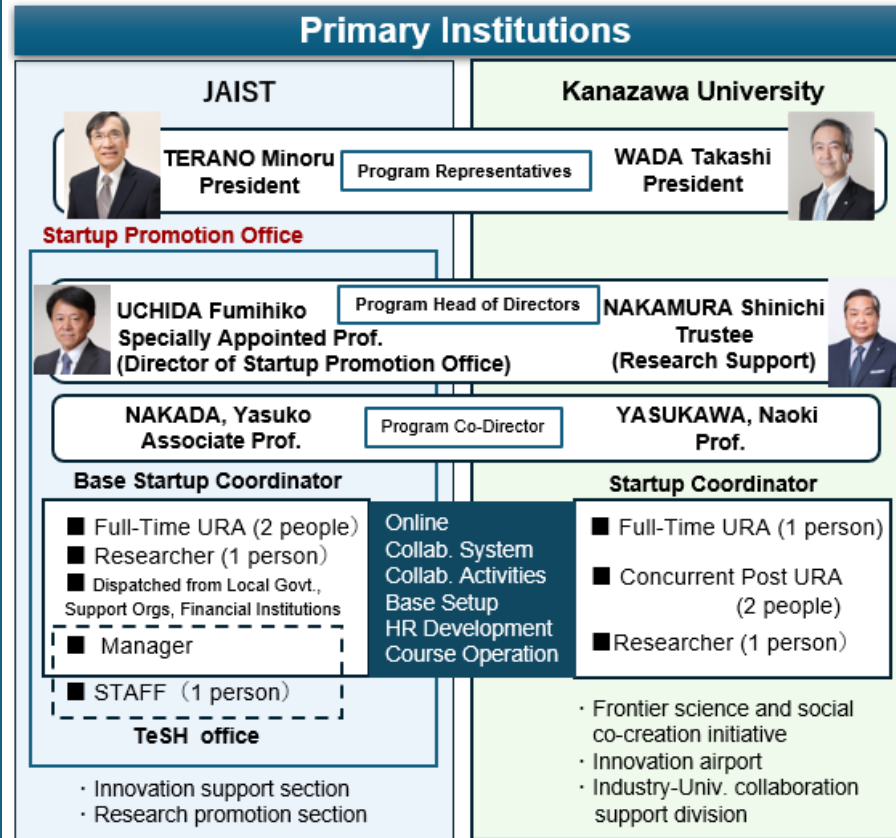 Primary Institutions
JAIST
Kanazawa University
TERANO Minoru
President
Program Representatives
WADA Takashi
President
Startup Promotion Office
UCHIDA Fumihiko
Specially Appointed Prof.
(Director of Startup Promotion Office)
Program Head of Directors
NAKAMURA Shinichi
Trustee
(Research Support)
NAKADA, Yasuko
Associate Prof.
Program Co-Director
YASUKAWA, Naoki
Prof.
Base Startup Coordinator
■ Full-Time URA (2 people）
■ Researcher (1 person）
■ Dispatched from Local Govt.,
Support Orgs, Financial Institutions
■ Manager
■ STAFF（1 person）
TeSH office
Online
Collab. System
Collab. Activities
Base Setup
HR Development
Course Operation
Startup Coordinator
■ Full-Time URA (1 person)
■ Concurrent Post URA
(2 people)
■Researcher (1 person）
・Innovation support section
・Research promotion section
・Frontier science and social
co-creation initiative
・Innovation airport
・Industry-Univ. collaboration
support division